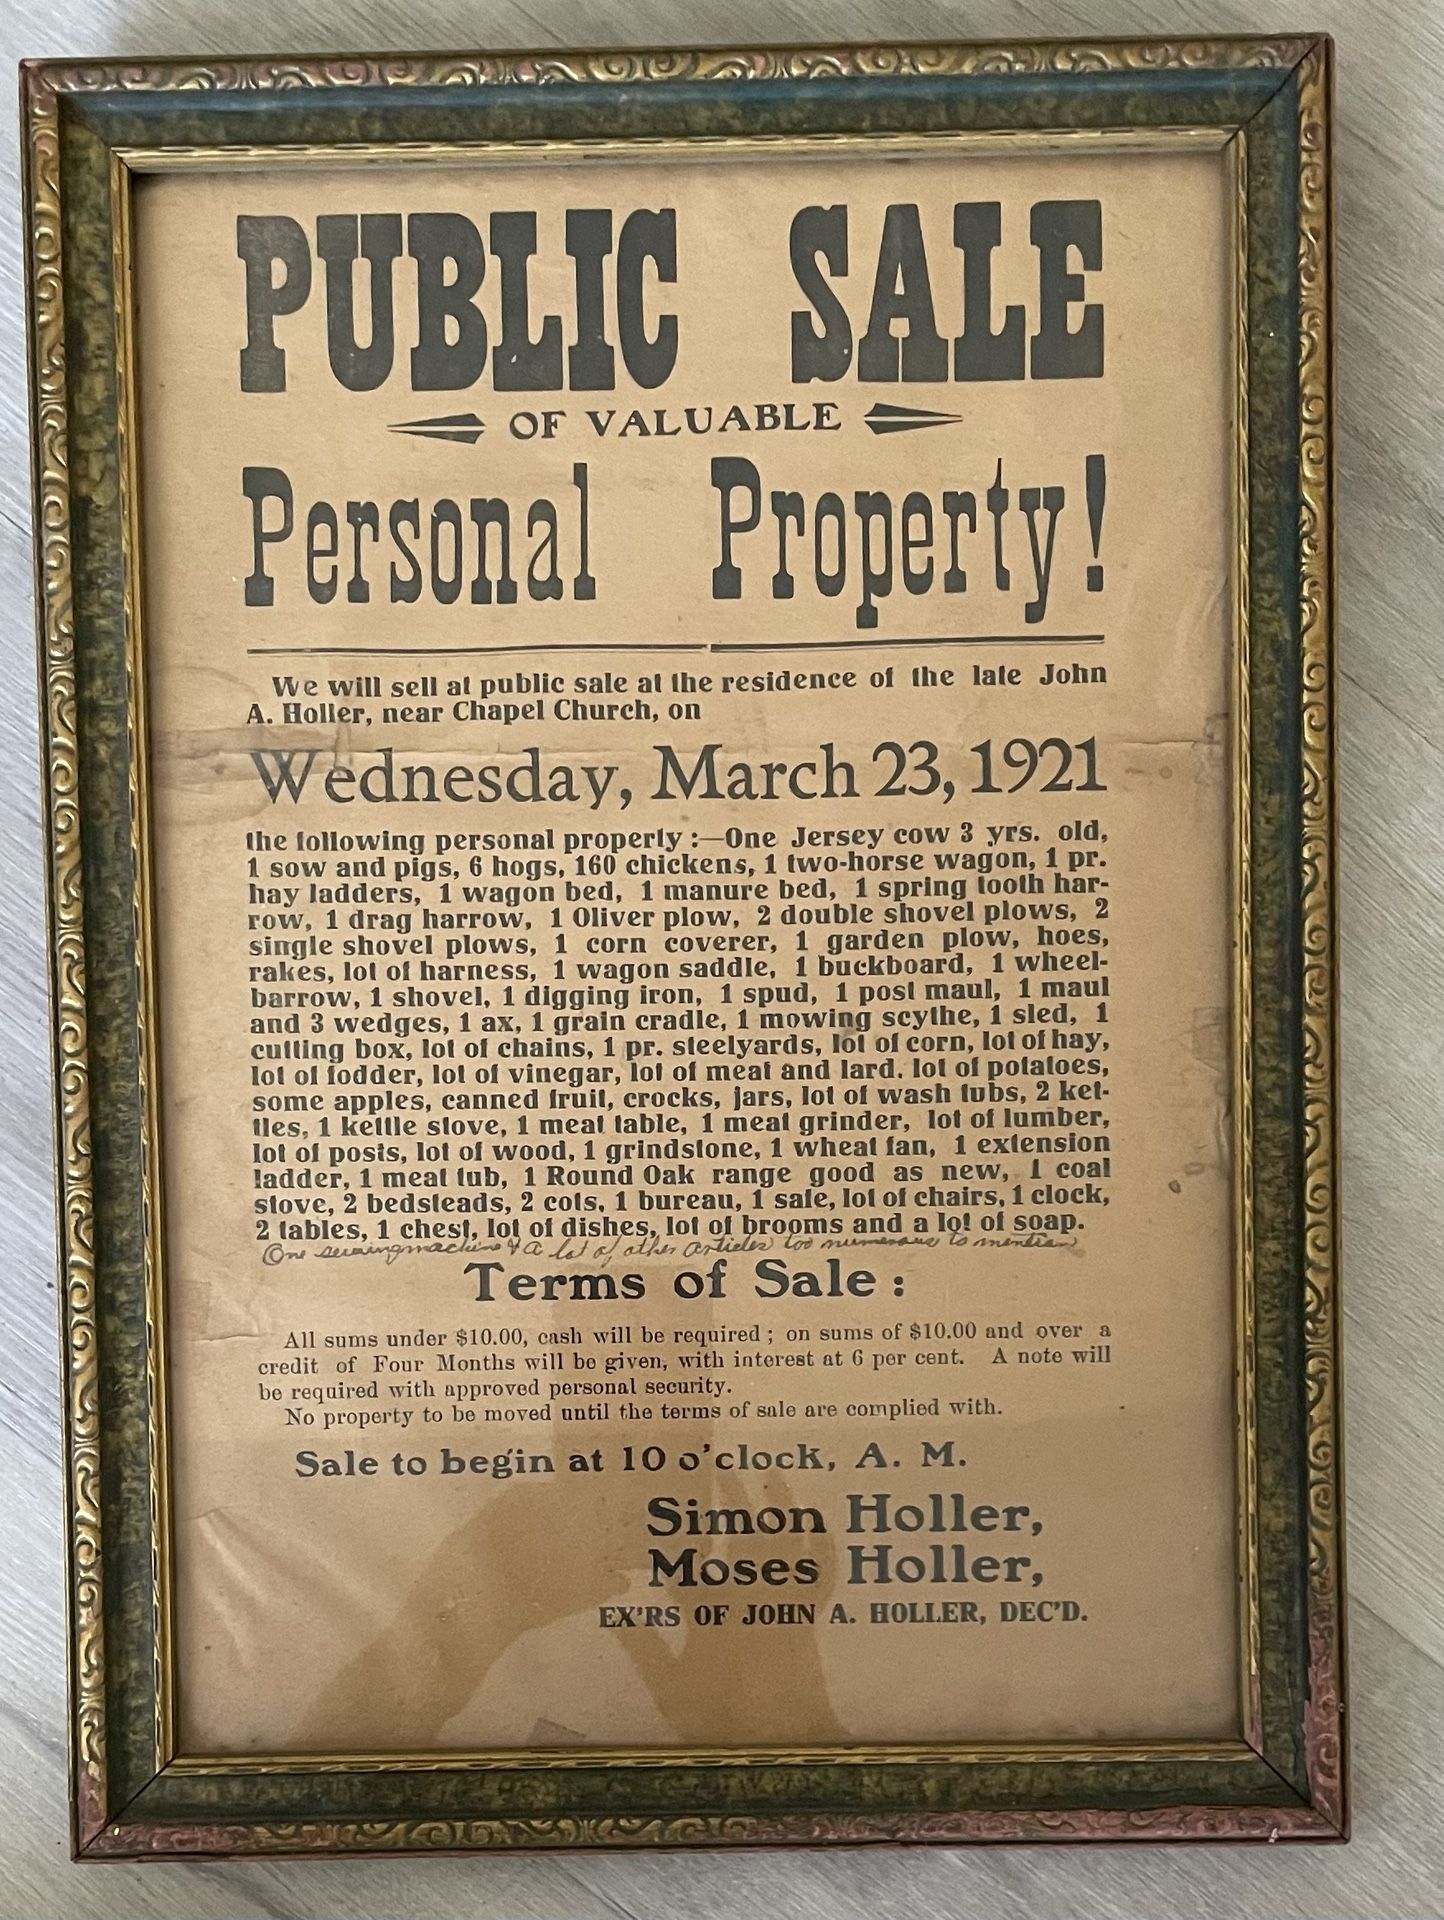 PUBLIC SALE
OF VALUABLE
Personal Property!
We will sell at public sale at the residence of the late John
A. Holler, near Chapel Church, on
Wednesday, March 23, 1921
the following personal property:—One Jersey cow 3 yrs. old,
1 sow and pigs, 6 hogs, 160 chickens, 1 two-horse wagon, 1 pr.
hay ladders, 1 wagon bed, 1 manure bed, 1 spring tooth har-
row, 1 drag harrow, 1 Oliver plow, 2 double shovel plows, 2
single shovel plows, 1 corn coverer, 1 garden plow, hoes,
rakes, lot of harness, 1 wagon saddle, 1 buckboard, 1 wheel-
barrow, 1 shovel, 1 digging iron, 1 spud, 1 post maul, 1 maul
and 3 wedges, 1 ax, 1 grain cradle, 1 mowing scythe, 1 sled, 1
cutting box, lot of chains, 1 pr. steelyards, lot of corn, lot of hay,
lot of fodder, lot of vinegar, lot of meat and lard. lot of potatoes,
some apples, canned fruit, crocks, jars, lot of wash tubs, 2 ket-
tles, 1 kettle stove, 1 meat table, 1 meat grinder, lot of lumber,
lot of posts, lot of wood, 1 grindstone, 1 wheat fan, 1 extension
ladder, 1 meat tub, 1 Round Oak range good as new, 1 coal
stove, 2 bedsteads, 2 cots, 1 bureau, 1 safe, lot of chairs, 1 clock,
2 tables, 1 chest, lot of dishes, lot of brooms and a lot of soap.
One sewing machine & a lot of other articles too numerous to mention
Terms of Sale:
All sums under $10.00, cash will be required; on sums of $10.00 and over a
credit of Four Months will be given, with interest at 6 per cent. A note will
be required with approved personal security.
No property to be moved until the terms of sale are complied with.
Sale to begin at 10 o'clock, A. M.
Simon Holler,
Moses Holler,
EX'RS OF JOHN A. HOLLER, DEC'D.